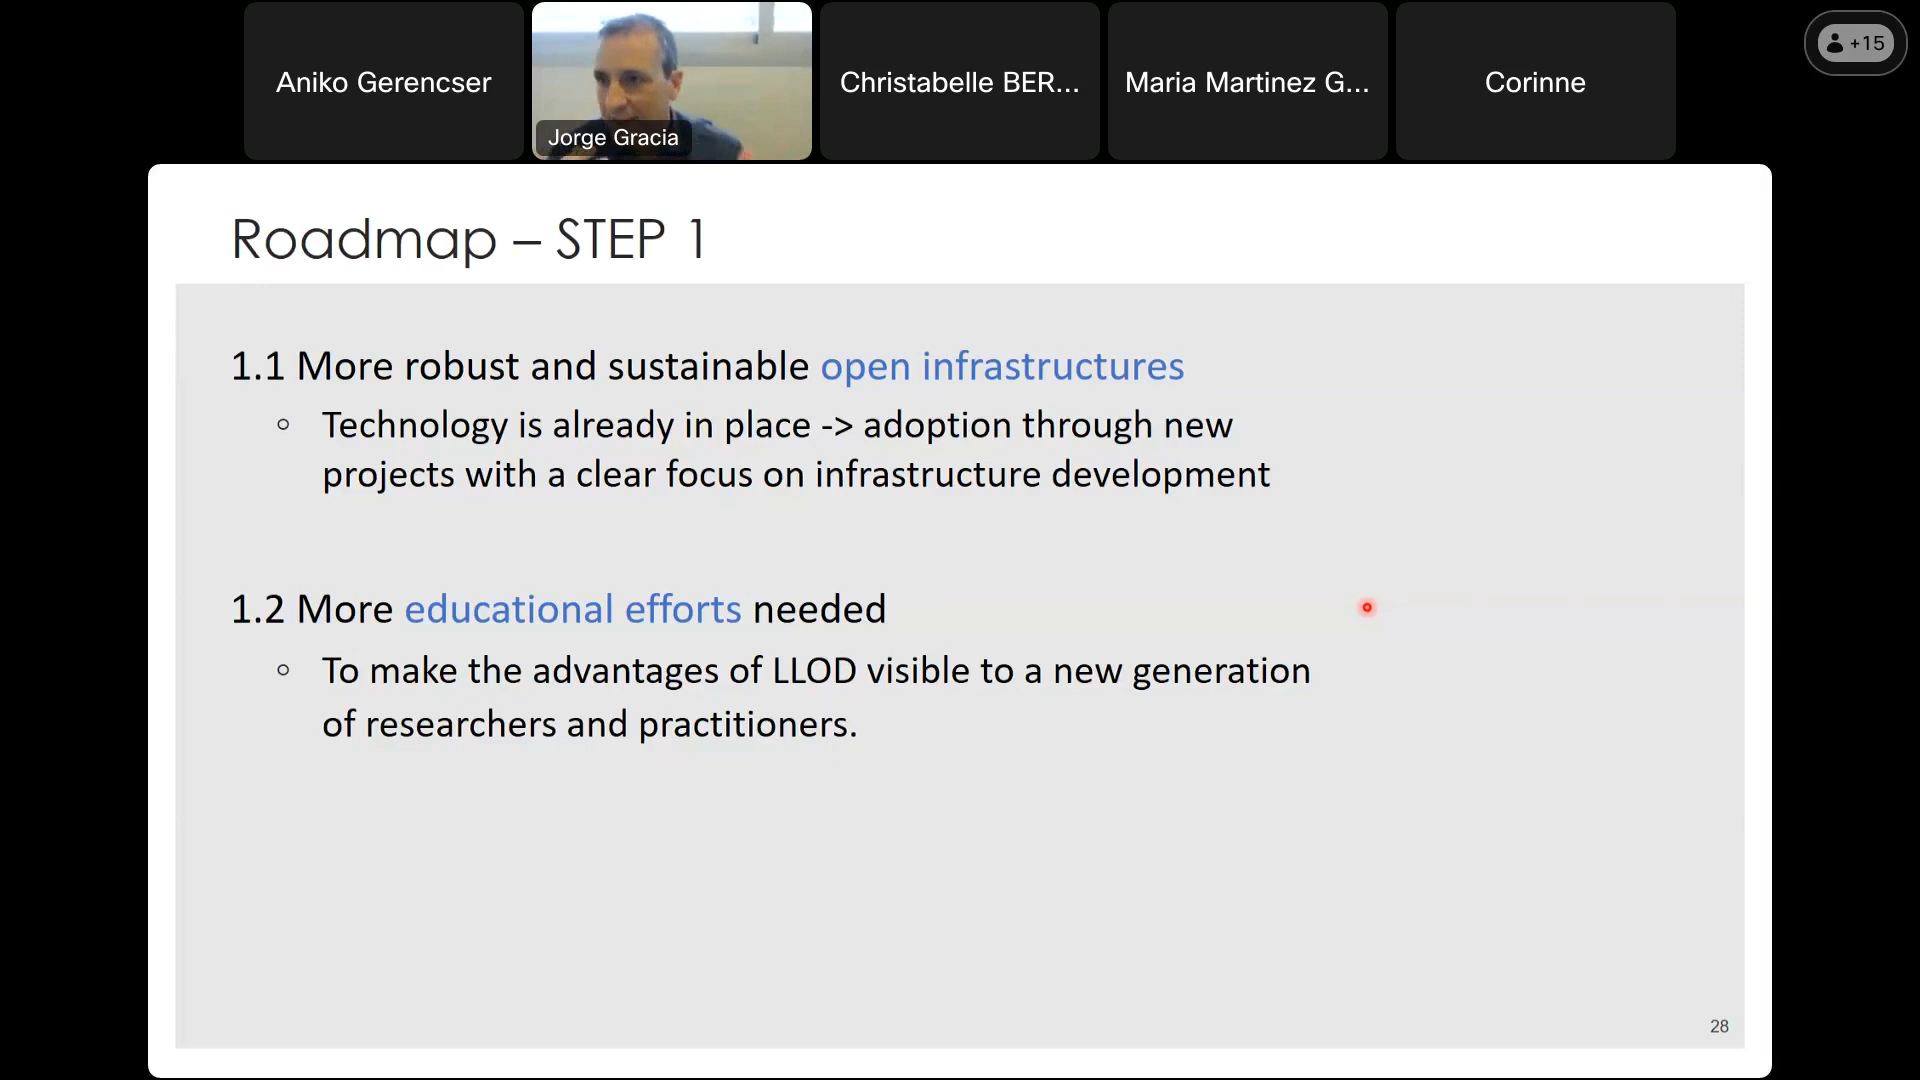 Aniko Gerencser
Jorge Gracia
Christabelle BER...
Maria Martinez G...
Corinne
+15
Roadmap – STEP 1
1.1 More robust and sustainable open infrastructures
◦ Technology is already in place -> adoption through new
projects with a clear focus on infrastructure development
1.2 More educational efforts needed
◦ To make the advantages of LLOD visible to a new generation
of researchers and practitioners.
28